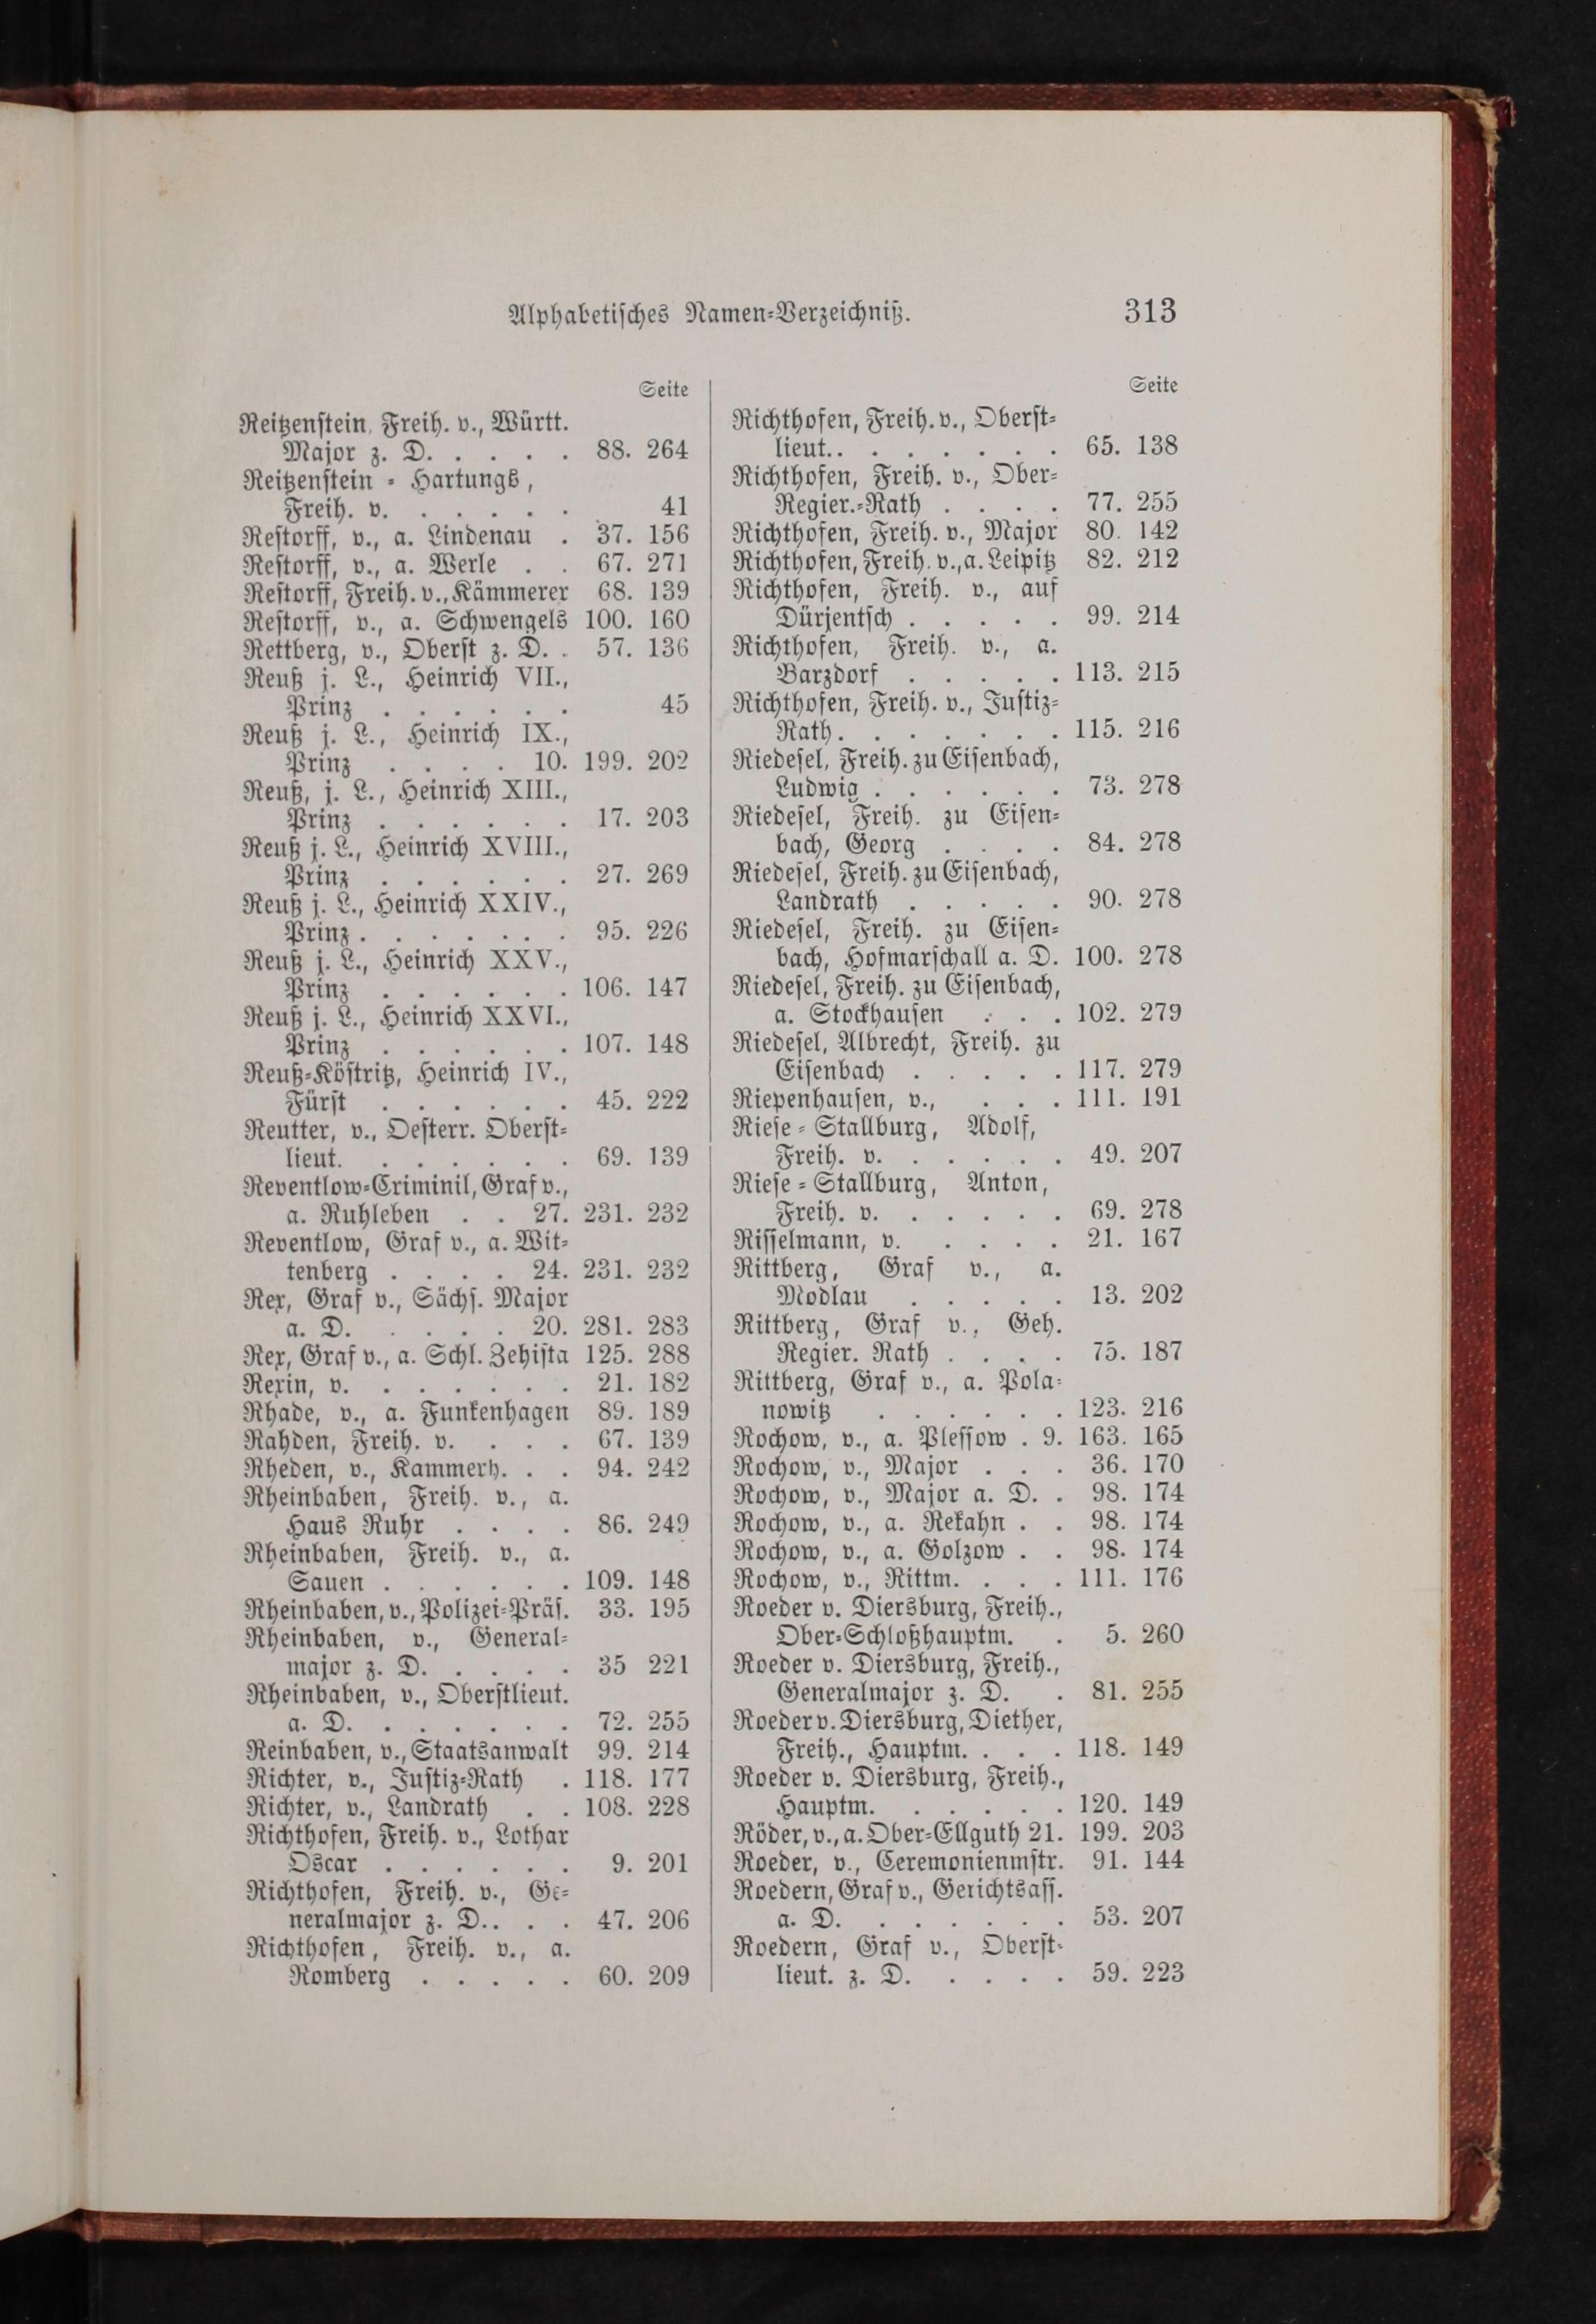 Alphabetisches Namen-Verzeichniß. 313
Seite
Reitzenstein, Freih. v., Württ.
Major z. D. . . . . 88. 264
Reitzenstein - Hartungs,
Freih. v. . . . . . 41
Restorff, v., a. Lindenau . 37. 156
Restorff, v., a. Werle . . 67. 271
Restorff, Freih. v., Kämmerer 68. 139
Restorff, v., a. Schwengels 100. 160
Rettberg, v., Oberst z. D. . 57. 136
Reuß j. L., Heinrich VII.,
Prinz . . . . . . 45
Reuß j. L., Heinrich IX.,
Prinz . . . . 10. 199. 202
Reuß, j. L., Heinrich XIII.,
Prinz . . . . . . 17. 203
Reuß j. L., Heinrich XVIII.,
Prinz . . . . . . 27. 269
Reuß j. L., Heinrich XXIV.,
Prinz . . . . . . . 95. 226
Reuß j. L., Heinrich XXV.,
Prinz . . . . . . 106. 147
Reuß j. L., Heinrich XXVI.,
Prinz . . . . . . 107. 148
Reuß-Köstritz, Heinrich IV.,
Fürst . . . . . . 45. 222
Reutter, v., Oesterr. Oberst-
lieut. . . . . . . 69. 139
Reventlow-Criminil, Graf v.,
a. Ruhleben . . 27. 231. 232
Reventlow, Graf v., a. Wit-
tenberg . . . . 24. 231. 232
Rex, Graf v., Sächs. Major
a. D. . . . . 20. 281. 283
Rex, Graf v., a. Schl. Zehista 125. 288
Rexin, v. . . . . . . 21. 182
Rhade, v., a. Funkenhagen 89. 189
Rahden, Freih. v. . . . . 67. 139
Rheden, v., Kammerh. . . 94. 242
Rheinbaben, Freih. v., a.
Haus Ruhr . . . . 86. 249
Rheinbaben, Freih. v., a.
Sauen . . . . . . 109. 148
Rheinbaben, v., Polizei-Präs. 33. 195
Rheinbaben, v., General-
major z. D. . . . . 35 221
Rheinbaben, v., Oberstlieut.
a. D. . . . . . . 72. 255
Reinbaben, v., Staatsanwalt 99. 214
Richter, v., Justiz-Rath . 118. 177
Richter, v., Landrath . . 108. 228
Richthofen, Freih. v., Lothar
Oscar . . . . . . 9. 201
Richthofen, Freih. v., Ge-
neralmajor z. D. . . . 47. 206
Richthofen, Freih. v., a.
Romberg . . . . . 60. 209
Seite
Richthofen, Freih. v., Oberst-
lieut. . . . . . . . 65. 138
Richthofen, Freih. v., Ober-
Regier.-Rath . . . . 77. 255
Richthofen, Freih. v., Major 80. 142
Richthofen, Freih. v., a. Leipitz 82. 212
Richthofen, Freih. v., auf
Dürjentsch . . . . . 99. 214
Richthofen, Freih. v., a.
Barzdorf . . . . . 113. 215
Richthofen, Freih. v., Justiz-
Rath . . . . . . . 115. 216
Riedesel, Freih. zu Eisenbach,
Ludwig . . . . . . 73. 278
Riedesel, Freih. zu Eisen-
bach, Georg . . . . 84. 278
Riedesel, Freih. zu Eisenbach,
Landrath . . . . . 90. 278
Riedesel, Freih. zu Eisen-
bach, Hofmarschall a. D. 100. 278
Riedesel, Freih. zu Eisenbach,
a. Stockhausen . . . 102. 279
Riedesel, Albrecht, Freih. zu
Eisenbach . . . . . 117. 279
Riepenhausen, v., . . . 111. 191
Riese - Stallburg, Adolf,
Freih. v. . . . . . 49. 207
Riese - Stallburg, Anton,
Freih. v. . . . . . 69. 278
Risselmann, v. . . . . 21. 167
Rittberg, Graf v., a.
Modlau . . . . . 13. 202
Rittberg, Graf v., Geh.
Regier. Rath . . . . 75. 187
Rittberg, Graf v., a. Pola-
nowitz . . . . . . 123. 216
Rochow, v., a. Plessow . 9. 163. 165
Rochow, v., Major . . . 36. 170
Rochow, v., Major a. D. . 98. 174
Rochow, v., a. Rekahn . . 98. 174
Rochow, v., a. Golzow . . 98. 174
Rochow, v., Rittm. . . . 111. 176
Roeder v. Diersburg, Freih.,
Ober-Schloßhauptm. . 5. 260
Roeder v. Diersburg, Freih.,
Generalmajor z. D. . 81. 255
Roeder v. Diersburg, Diether,
Freih., Hauptm. . . . 118. 149
Roeder v. Diersburg, Freih.,
Hauptm. . . . . . 120. 149
Röder, v., a. Ober-Ellguth 21. 199. 203
Roeder, v., Ceremonienmstr. 91. 144
Roedern, Graf v., Gerichtsass.
a. D. . . . . . . 53. 207
Roedern, Graf v., Oberst-
lieut. z. D. . . . . 59. 223